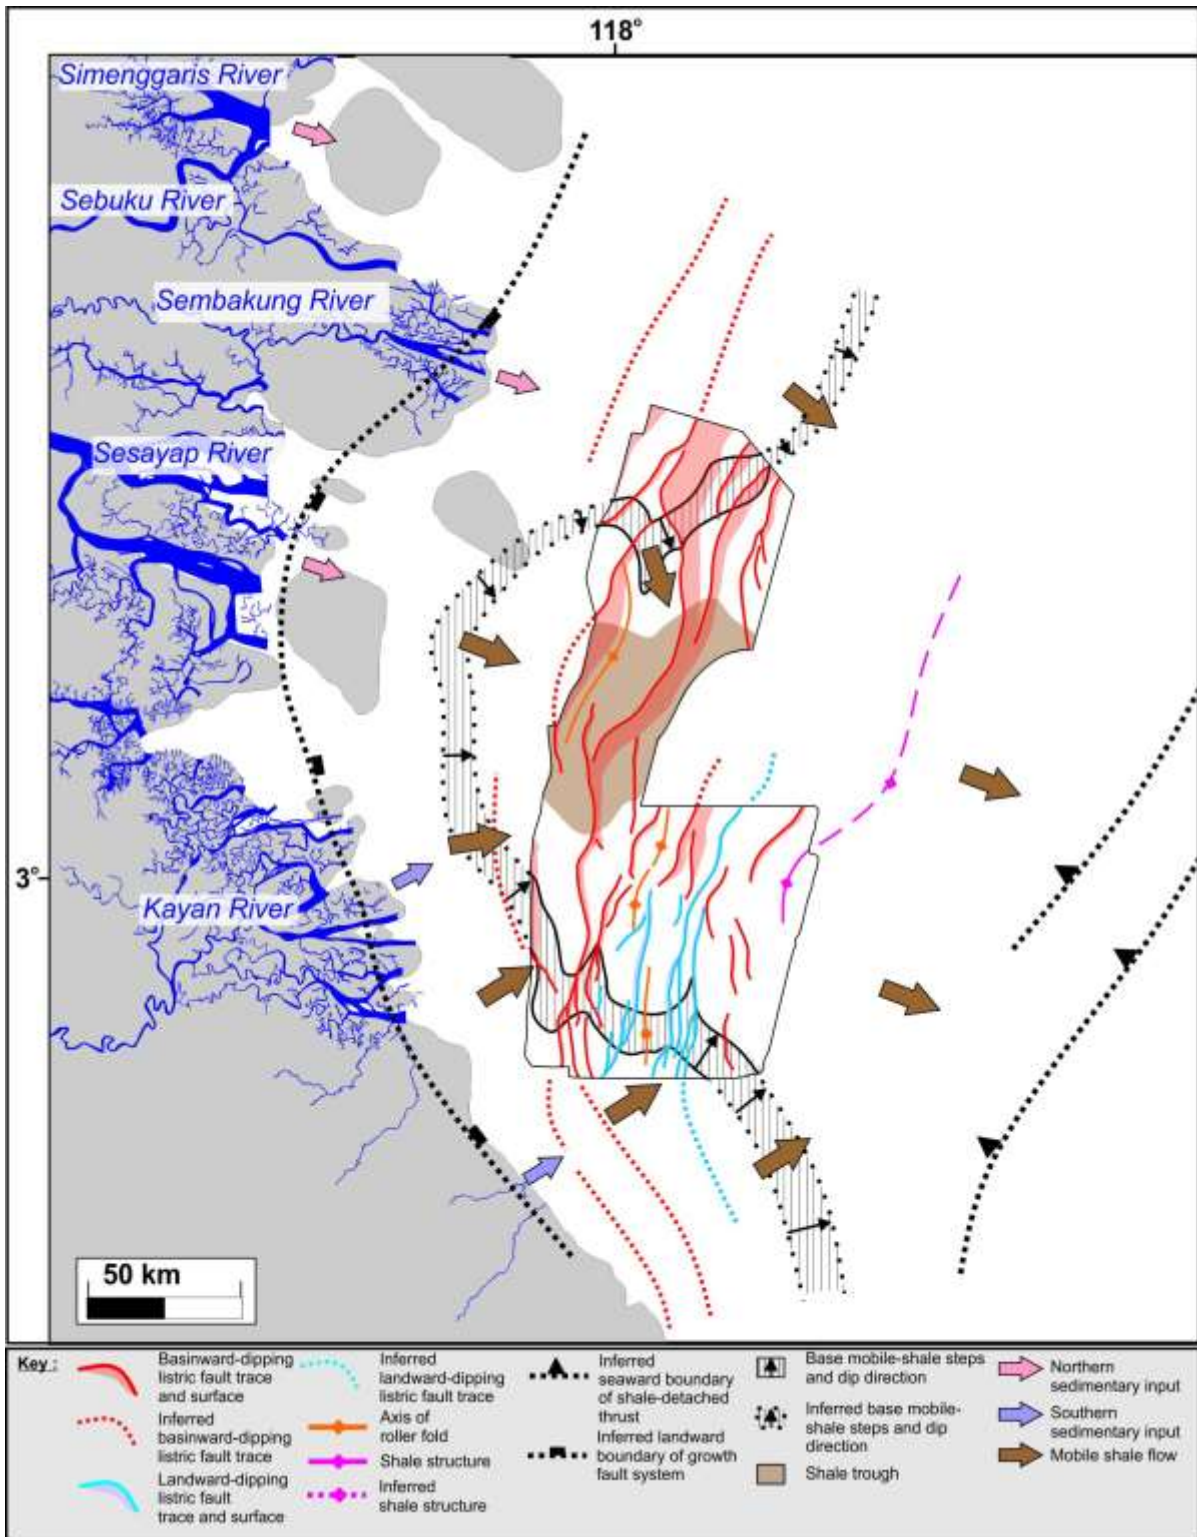 118°
Simenggaris River
Sebuku River
Sembakung River
Sesayap River
3°
Kayan River
50 km
Key :
Basinward-dipping
listric fault trace
and surface
Inferred
basinward-dipping
listric fault trace
Landward-dipping
listric fault
trace and surface
Inferred
landward-dipping
listric fault trace
Axis of
roller fold
Shale structure
Inferred
shale structure
Inferred
seaward boundary
of shale-detached
thrust
Inferred landward
boundary of growth
fault system
Base mobile-shale steps
and dip direction
Inferred base mobile-
shale steps and dip
direction
Shale trough
Northern
sedimentary input
Southern
sedimentary input
Mobile shale flow